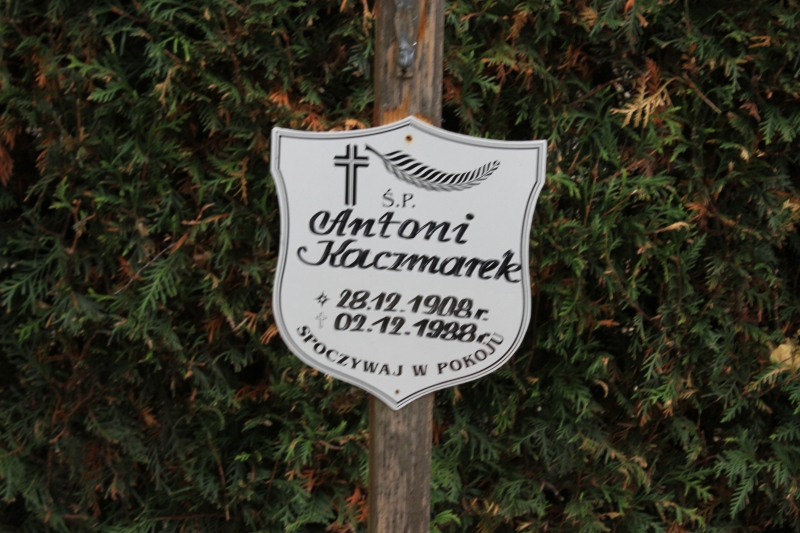 Ś.P.
Antoni
Kaczmarek
28.12.1908 r.
02.12.1988 r.
SPOCZYWAJ W POKOJU